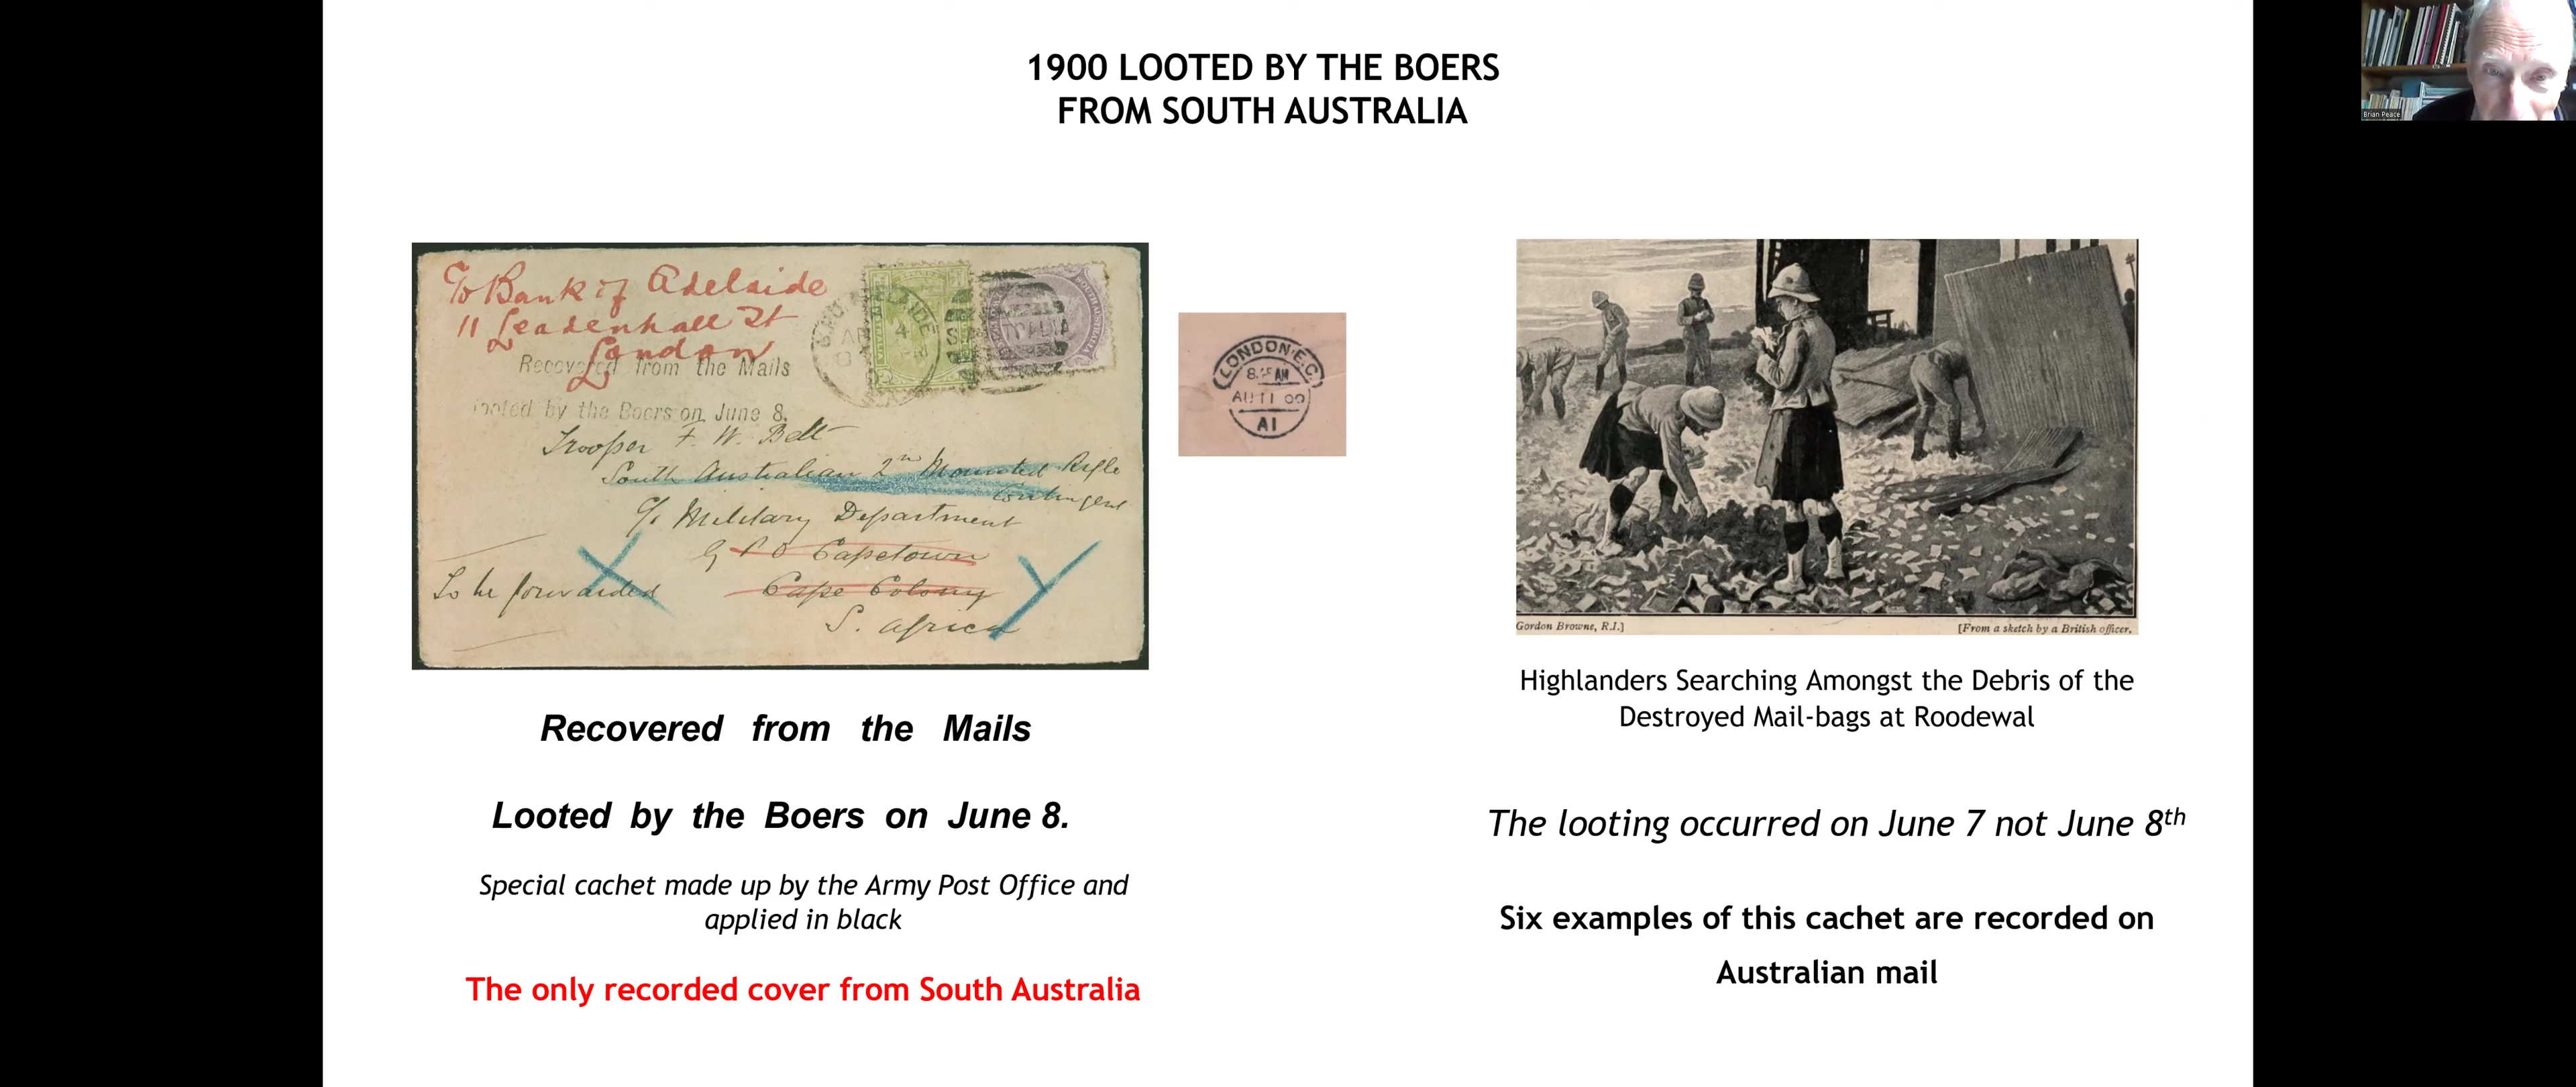 1900 LOOTED BY THE BOERS
FROM SOUTH AUSTRALIA
Brian Peace
C/o Bank of Adelaide
11 Leadenhall St
London
Recovered from the Mails
looted by the Boers on June 8.
Trooper F. W. Bett
South Australian 2nd Mounted Rifle
Contingent
C/o Military Department
G P O Capetown
To be forwarded
Cape Colony
S. Africa
LONDON E.C.
AU 11 00
A1
Gordon Browne, R.I.]
[From a sketch by a British officer.
Highlanders Searching Amongst the Debris of the
Destroyed Mail-bags at Roodewal
Recovered from the Mails
Looted by the Boers on June 8.
Special cachet made up by the Army Post Office and
applied in black
The only recorded cover from South Australia
The looting occurred on June 7 not June 8th
Six examples of this cachet are recorded on
Australian mail